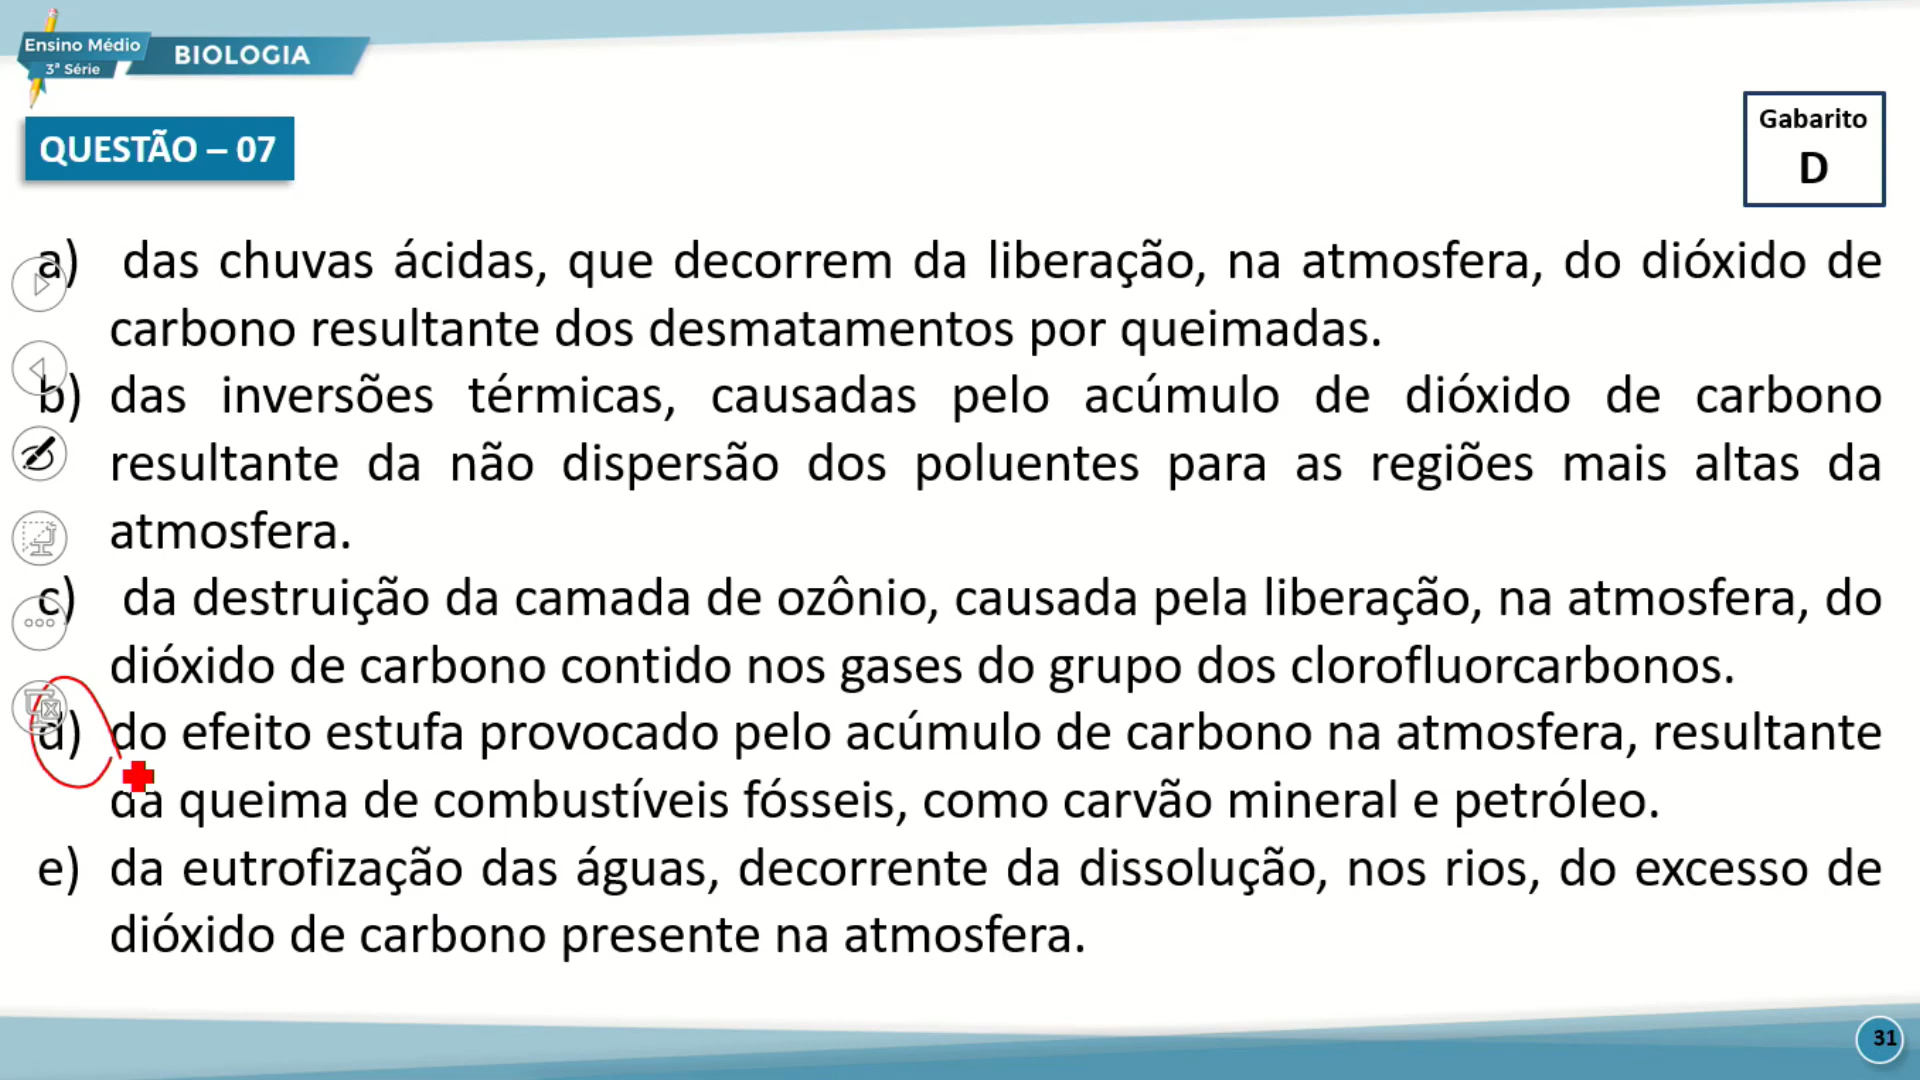 Ensino Médio
3ª Série
BIOLOGIA
QUESTÃO – 07
Gabarito
D
a) das chuvas ácidas, que decorrem da liberação, na atmosfera, do dióxido de
carbono resultante dos desmatamentos por queimadas.
b) das inversões térmicas, causadas pelo acúmulo de dióxido de carbono
resultante da não dispersão dos poluentes para as regiões mais altas da
atmosfera.
c) da destruição da camada de ozônio, causada pela liberação, na atmosfera, do
dióxido de carbono contido nos gases do grupo dos clorofluorcarbonos.
d) do efeito estufa provocado pelo acúmulo de carbono na atmosfera, resultante
da queima de combustíveis fósseis, como carvão mineral e petróleo.
e) da eutrofização das águas, decorrente da dissolução, nos rios, do excesso de
dióxido de carbono presente na atmosfera.
31